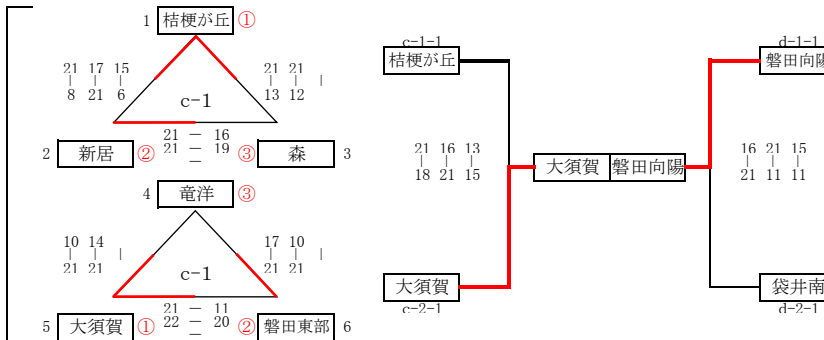 1 桔梗が丘 ①
21 17 15
| | |
8 21 6
21 21
| | |
13 12
c-1
21 — 16
21 — 19
—
2 新居 ②
③ 森 3
4 竜洋 ③
10 14
| | |
21 21
17 10
| | |
21 21
c-1
21 — 11
22 — 20
—
5 大須賀 ①
② 磐田東部 6
c-1-1
桔梗が丘
21 16 13
| | |
18 21 15
大須賀
c-2-1
大須賀 磐田向陽
d-1-1
磐田向陽
16 21 15
| | |
21 11 11
袋井南
d-2-1